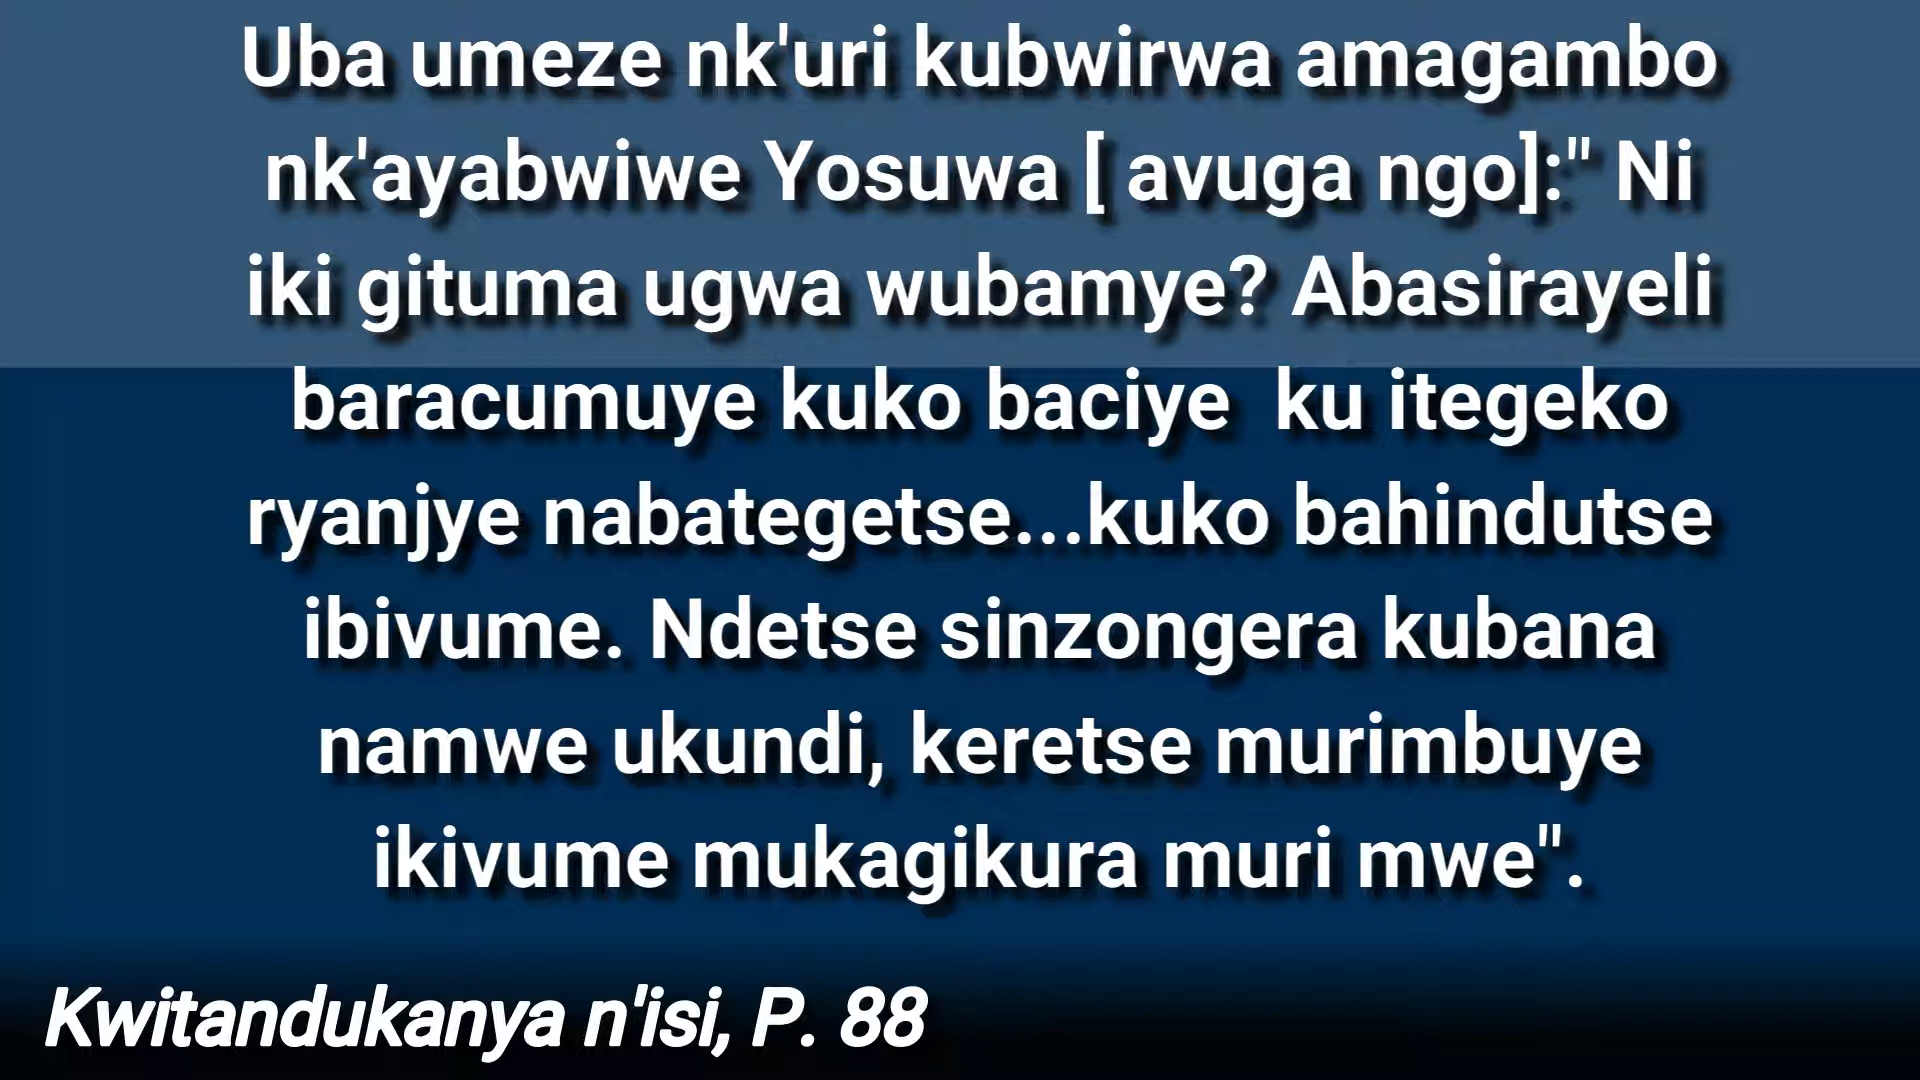 Uba umeze nk'uri kubwirwa amagambo
nk'ayabwiwe Yosuwa [ avuga ngo]:" Ni
iki gituma ugwa wubamye? Abasirayeli
baracumuye kuko baciye  ku itegeko
ryanjye nabategetse...kuko bahindutse
ibivume. Ndetse sinzongera kubana
namwe ukundi, keretse murimbuye
ikivume mukagikura muri mwe".
Kwitandukanya n'isi, P. 88